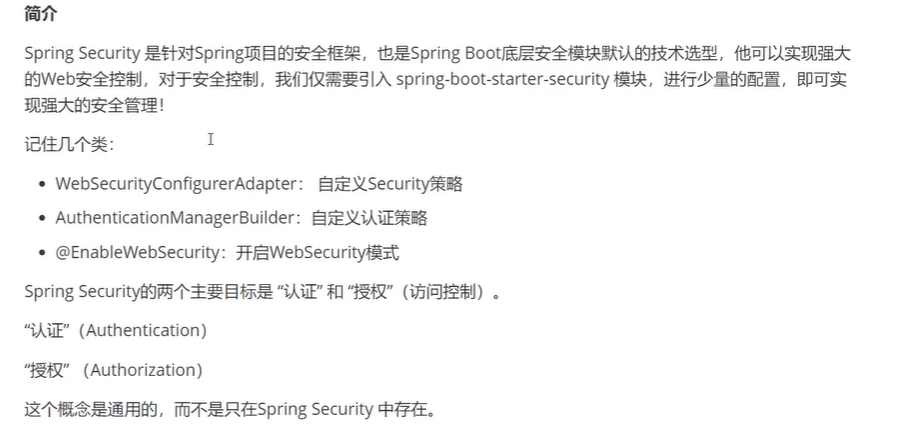 简介
Spring Security 是针对Spring项目的安全框架，也是Spring Boot底层安全模块默认的技术选型，他可以实现强大
的Web安全控制，对于安全控制，我们仅需要引入 spring-boot-starter-security 模块，进行少量的配置，即可实
现强大的安全管理！
记住几个类：
• WebSecurityConfigurerAdapter： 自定义Security策略
• AuthenticationManagerBuilder：自定义认证策略
• @EnableWebSecurity：开启WebSecurity模式
Spring Security的两个主要目标是 “认证” 和 “授权”（访问控制）。
“认证”（Authentication）
“授权” （Authorization）
这个概念是通用的，而不是只在Spring Security 中存在。